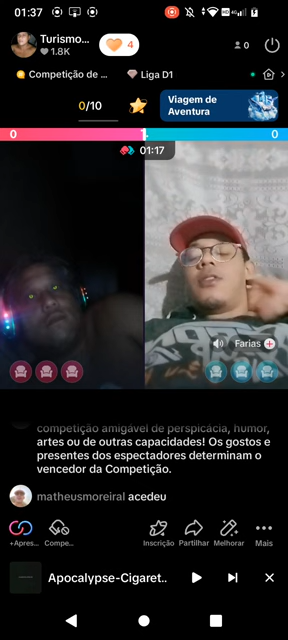 01:37
4G
Turismo...
1.8K
4
0
Competição de ...
Liga D1
0/10
Viagem de
Aventura
0
0
01:17
Farias
competição amigável de perspicácia, humor,
artes ou de outras capacidades! Os gostos e
presentes dos espectadores determinam o
vencedor da Competição.
matheusmoreiral acedeu
+Apres...
Compe...
Inscrição
Partilhar
Melhorar
Mais
Apocalypse-Cigaret..